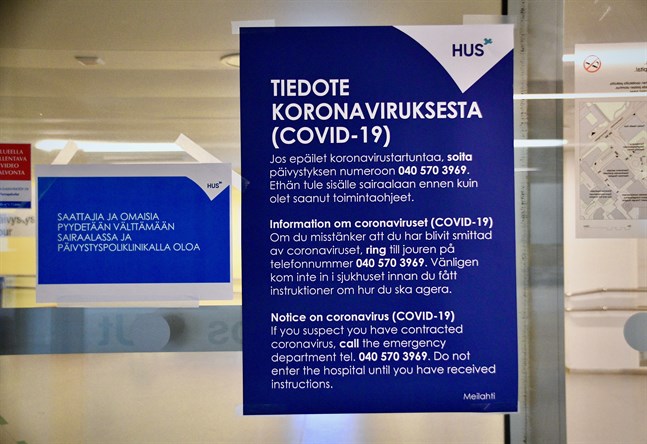 HUS
TIEDOTE
KORONAVIRUKSESTA
(COVID-19)
Jos epäilet koronavirustartuntaa, soita
päivystyksen numeroon 040 570 3969.
Ethän tule sisälle sairaalaan ennen kuin
olet saanut toimintaohjeet.
Information om coronaviruset (COVID-19)
Om du misstänker att du har blivit smittad
av coronaviruset, ring till jouren på
telefonnummer 040 570 3969. Vänligen
kom inte in i sjukhuset innan du fått
instruktioner om hur du ska agera.
Notice on coronavirus (COVID-19)
If you suspect you have contracted
coronavirus, call the emergency
department tel. 040 570 3969. Do not
enter the hospital until you have received
instructions.
Meilahti
HUS
SAATTAJIA JA OMAISIA
PYYDETÄÄN VÄLTTÄMÄÄN
SAIRAALASSA JA
PÄIVYSTYSPOLIKLINIKALLA OLOA
ALUEELLA
VIDEO